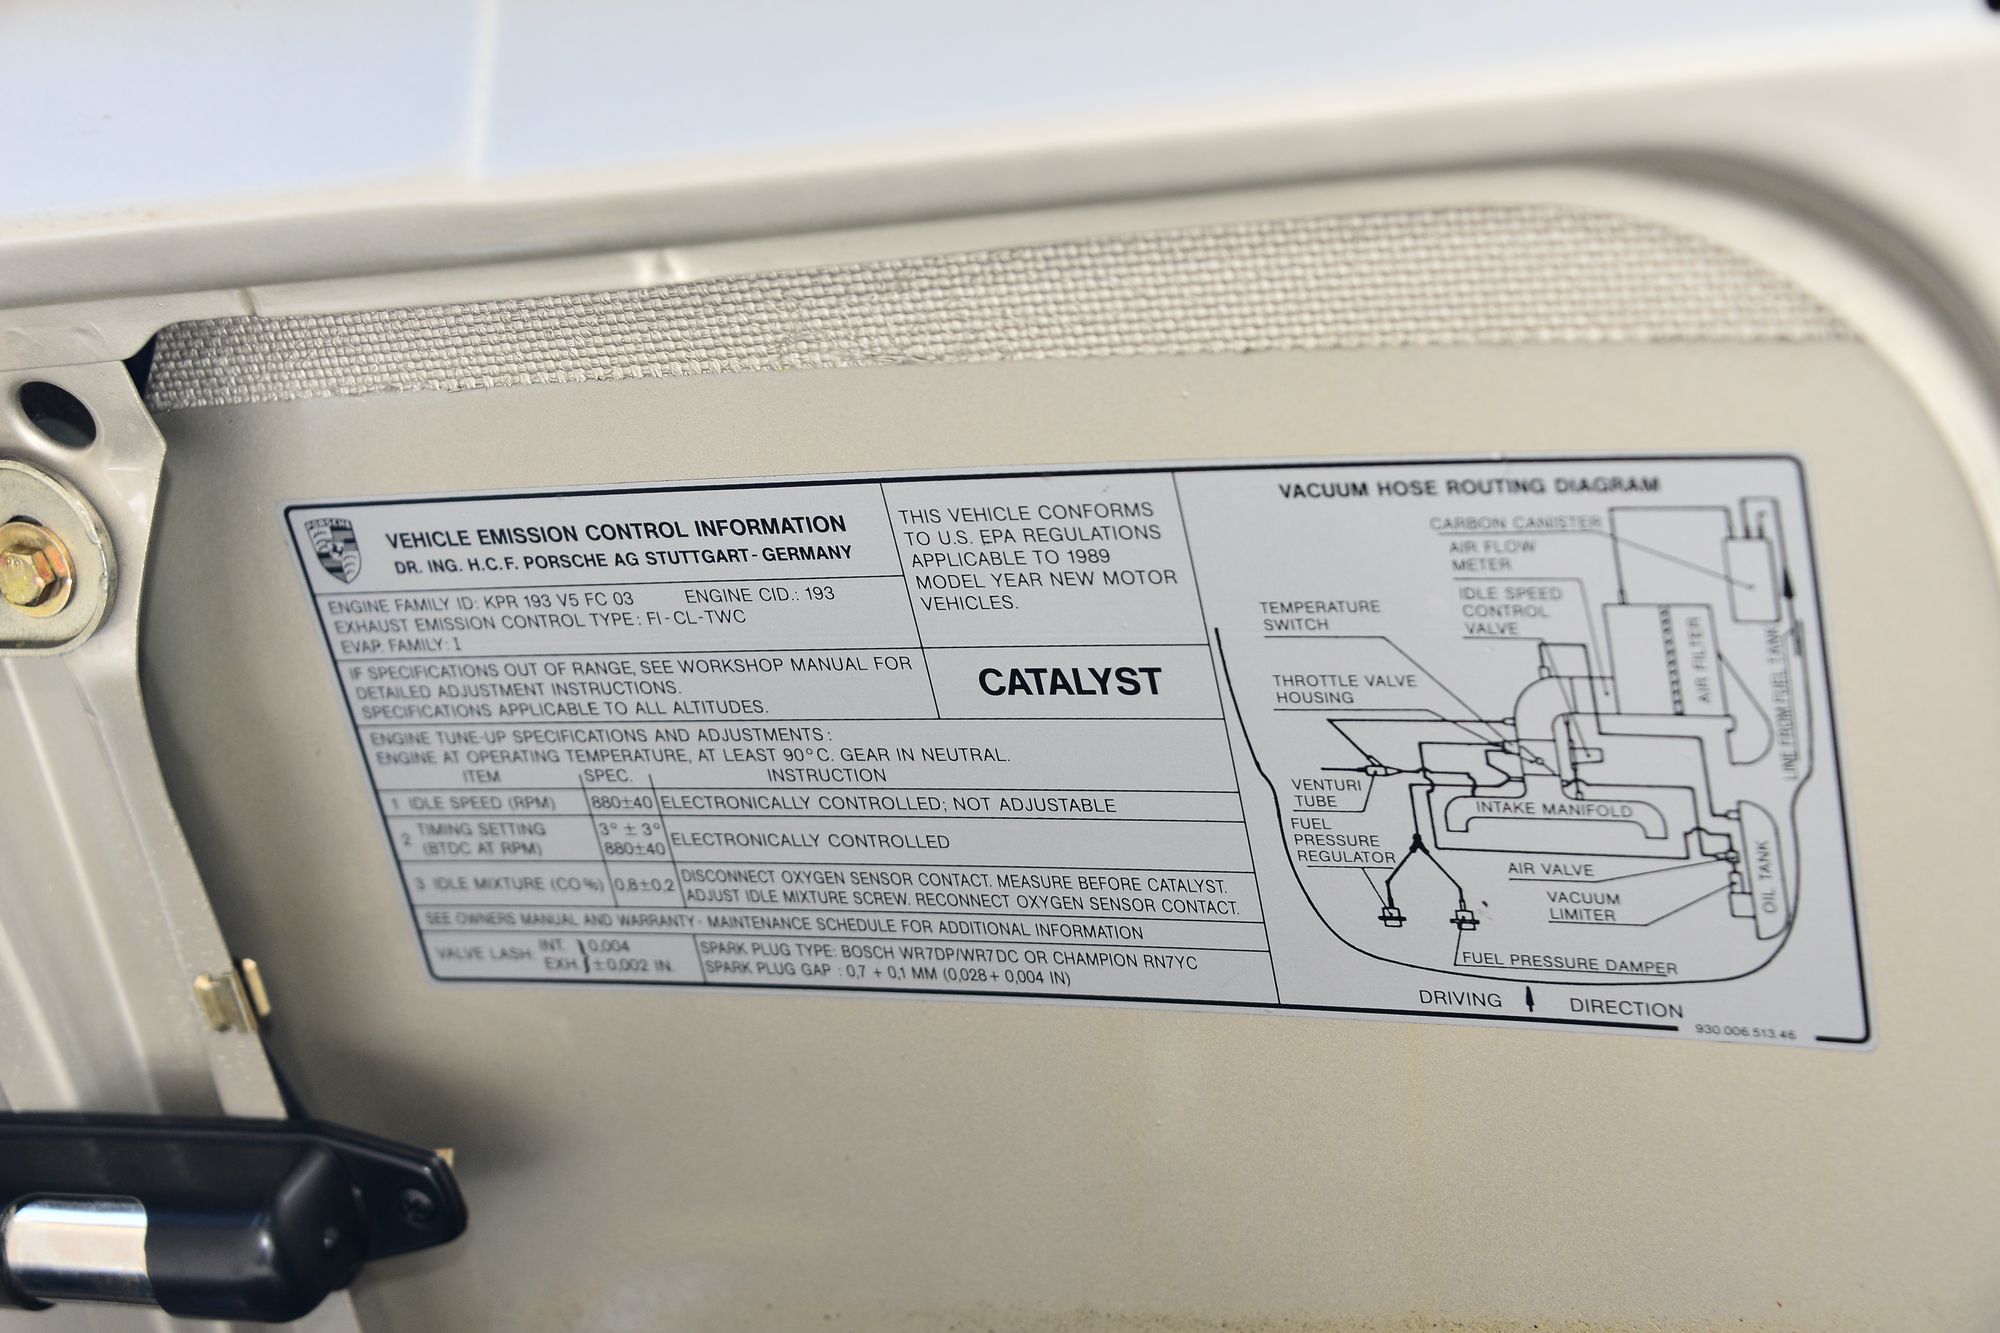 PORSCHE
VEHICLE EMISSION CONTROL INFORMATION
DR. ING. H.C.F. PORSCHE AG STUTTGART - GERMANY
ENGINE FAMILY ID: KPR 193 V5 FC 03 ENGINE CID.: 193
EXHAUST EMISSION CONTROL TYPE: FI-CL-TWC
EVAP. FAMILY: I
THIS VEHICLE CONFORMS
TO U.S. EPA REGULATIONS
APPLICABLE TO 1989
MODEL YEAR NEW MOTOR
VEHICLES.
IF SPECIFICATIONS OUT OF RANGE, SEE WORKSHOP MANUAL FOR
DETAILED ADJUSTMENT INSTRUCTIONS.
SPECIFICATIONS APPLICABLE TO ALL ALTITUDES.
CATALYST
ENGINE TUNE-UP SPECIFICATIONS AND ADJUSTMENTS:
ENGINE AT OPERATING TEMPERATURE, AT LEAST 90°C. GEAR IN NEUTRAL.
ITEM SPEC. INSTRUCTION
1 IDLE SPEED (RPM) 880±40 ELECTRONICALLY CONTROLLED; NOT ADJUSTABLE
2 TIMING SETTING 3° ± 3° ELECTRONICALLY CONTROLLED
(BTDC AT RPM) 880±40
3 IDLE MIXTURE (CO%) 0.8±0.2 DISCONNECT OXYGEN SENSOR CONTACT. MEASURE BEFORE CATALYST.
ADJUST IDLE MIXTURE SCREW. RECONNECT OXYGEN SENSOR CONTACT.
SEE OWNERS MANUAL AND WARRANTY - MAINTENANCE SCHEDULE FOR ADDITIONAL INFORMATION
VALVE LASH: INT. } 0,004
EXH. } ±0,002 IN.
SPARK PLUG TYPE: BOSCH WR7DP/WR7DC OR CHAMPION RN7YC
SPARK PLUG GAP : 0,7 + 0,1 MM (0,028 + 0,004 IN)
VACUUM HOSE ROUTING DIAGRAM
CARBON CANISTER
AIR FLOW
METER
IDLE SPEED
CONTROL
VALVE
TEMPERATURE
SWITCH
AIR FILTER
LINE FROM FUEL TANK
THROTTLE VALVE
HOUSING
VENTURI
TUBE
INTAKE MANIFOLD
FUEL
PRESSURE
REGULATOR
AIR VALVE
OIL TANK
VACUUM
LIMITER
FUEL PRESSURE DAMPER
DRIVING DIRECTION
930.006.513.46